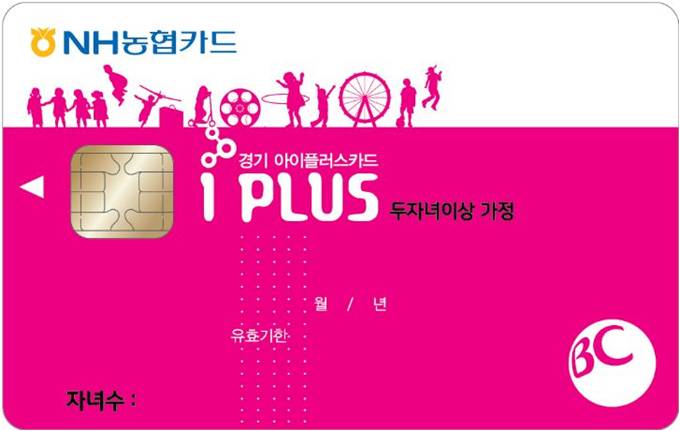 NH농협카드
경기 아이플러스카드
i PLUS 두자녀이상 가정
월 / 년
유효기한
BC
자녀수 :